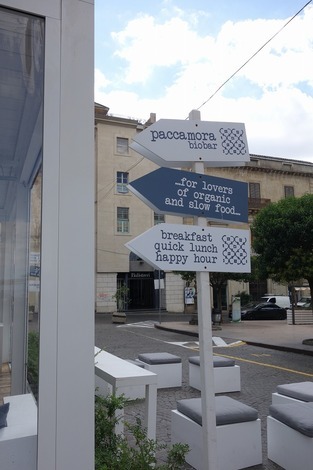 paccamora
biobar
...for lovers
of organic
and slow food...
breakfast
quick lunch
happy hour